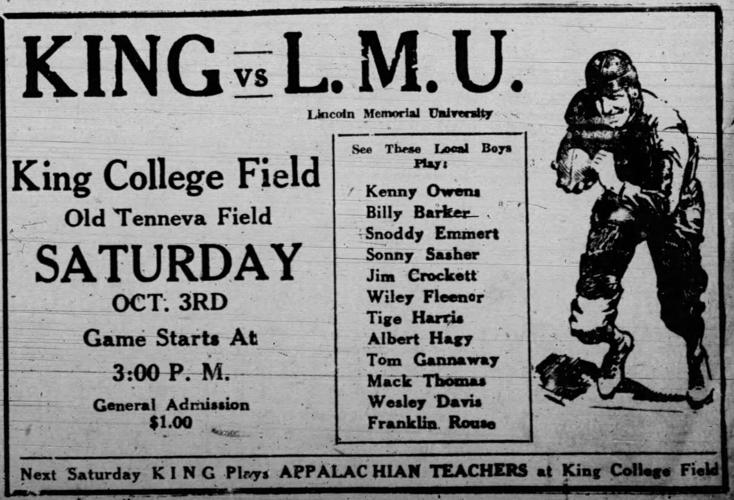 KING vs L. M. U.
Lincoln Memorial University
King College Field
Old Tenneva Field
SATURDAY
OCT. 3RD
Game Starts At
3:00 P. M.
General Admission
$1.00
See These Local Boys
Play:
Kenny Owens
Billy Barker
Snoddy Emmert
Sonny Sasher
Jim Crockett
Wiley Fleenor
Tige Harris
Albert Hagy
Tom Gannaway
Mack Thomas
Wesley Davis
Franklin Rouse
Next Saturday KING Plays APPALACHIAN TEACHERS at King College Field